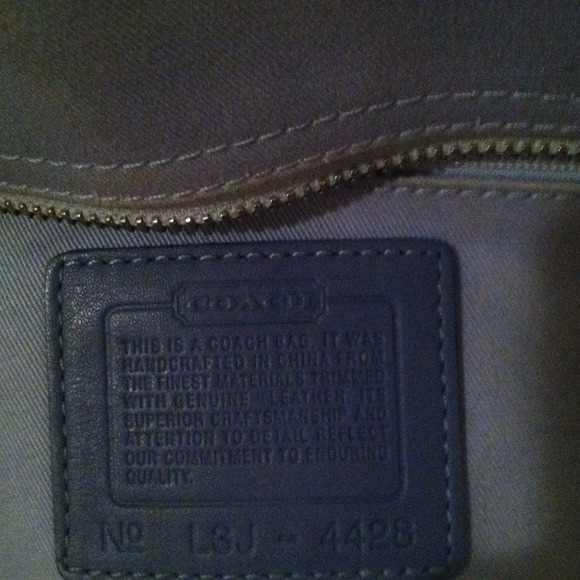 COACH
THIS IS A COACH BAG. IT WAS
HANDCRAFTED IN CHINA FROM
THE FINEST MATERIALS TRIMMED
WITH GENUINE LEATHER. ITS
SUPERIOR CRAFTSMANSHIP AND
ATTENTION TO DETAIL REFLECT
OUR COMMITMENT TO ENDURING
QUALITY.
Nº L3J - 4428